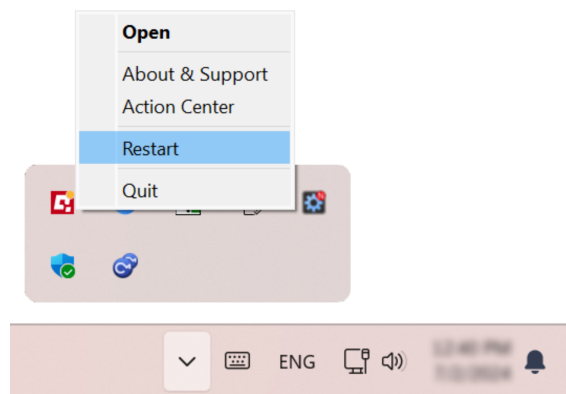 Open
About & Support
Action Center
Restart
Quit
ENG